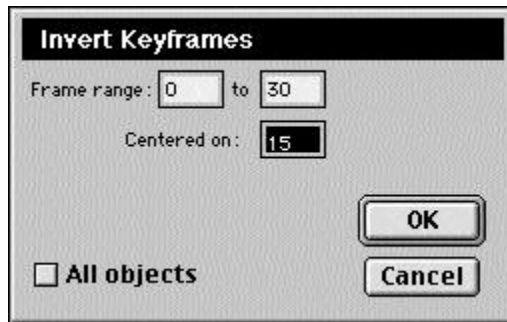 Invert Keyframes
Frame range: 0 to 30
Centered on: 15
OK
All objects
Cancel